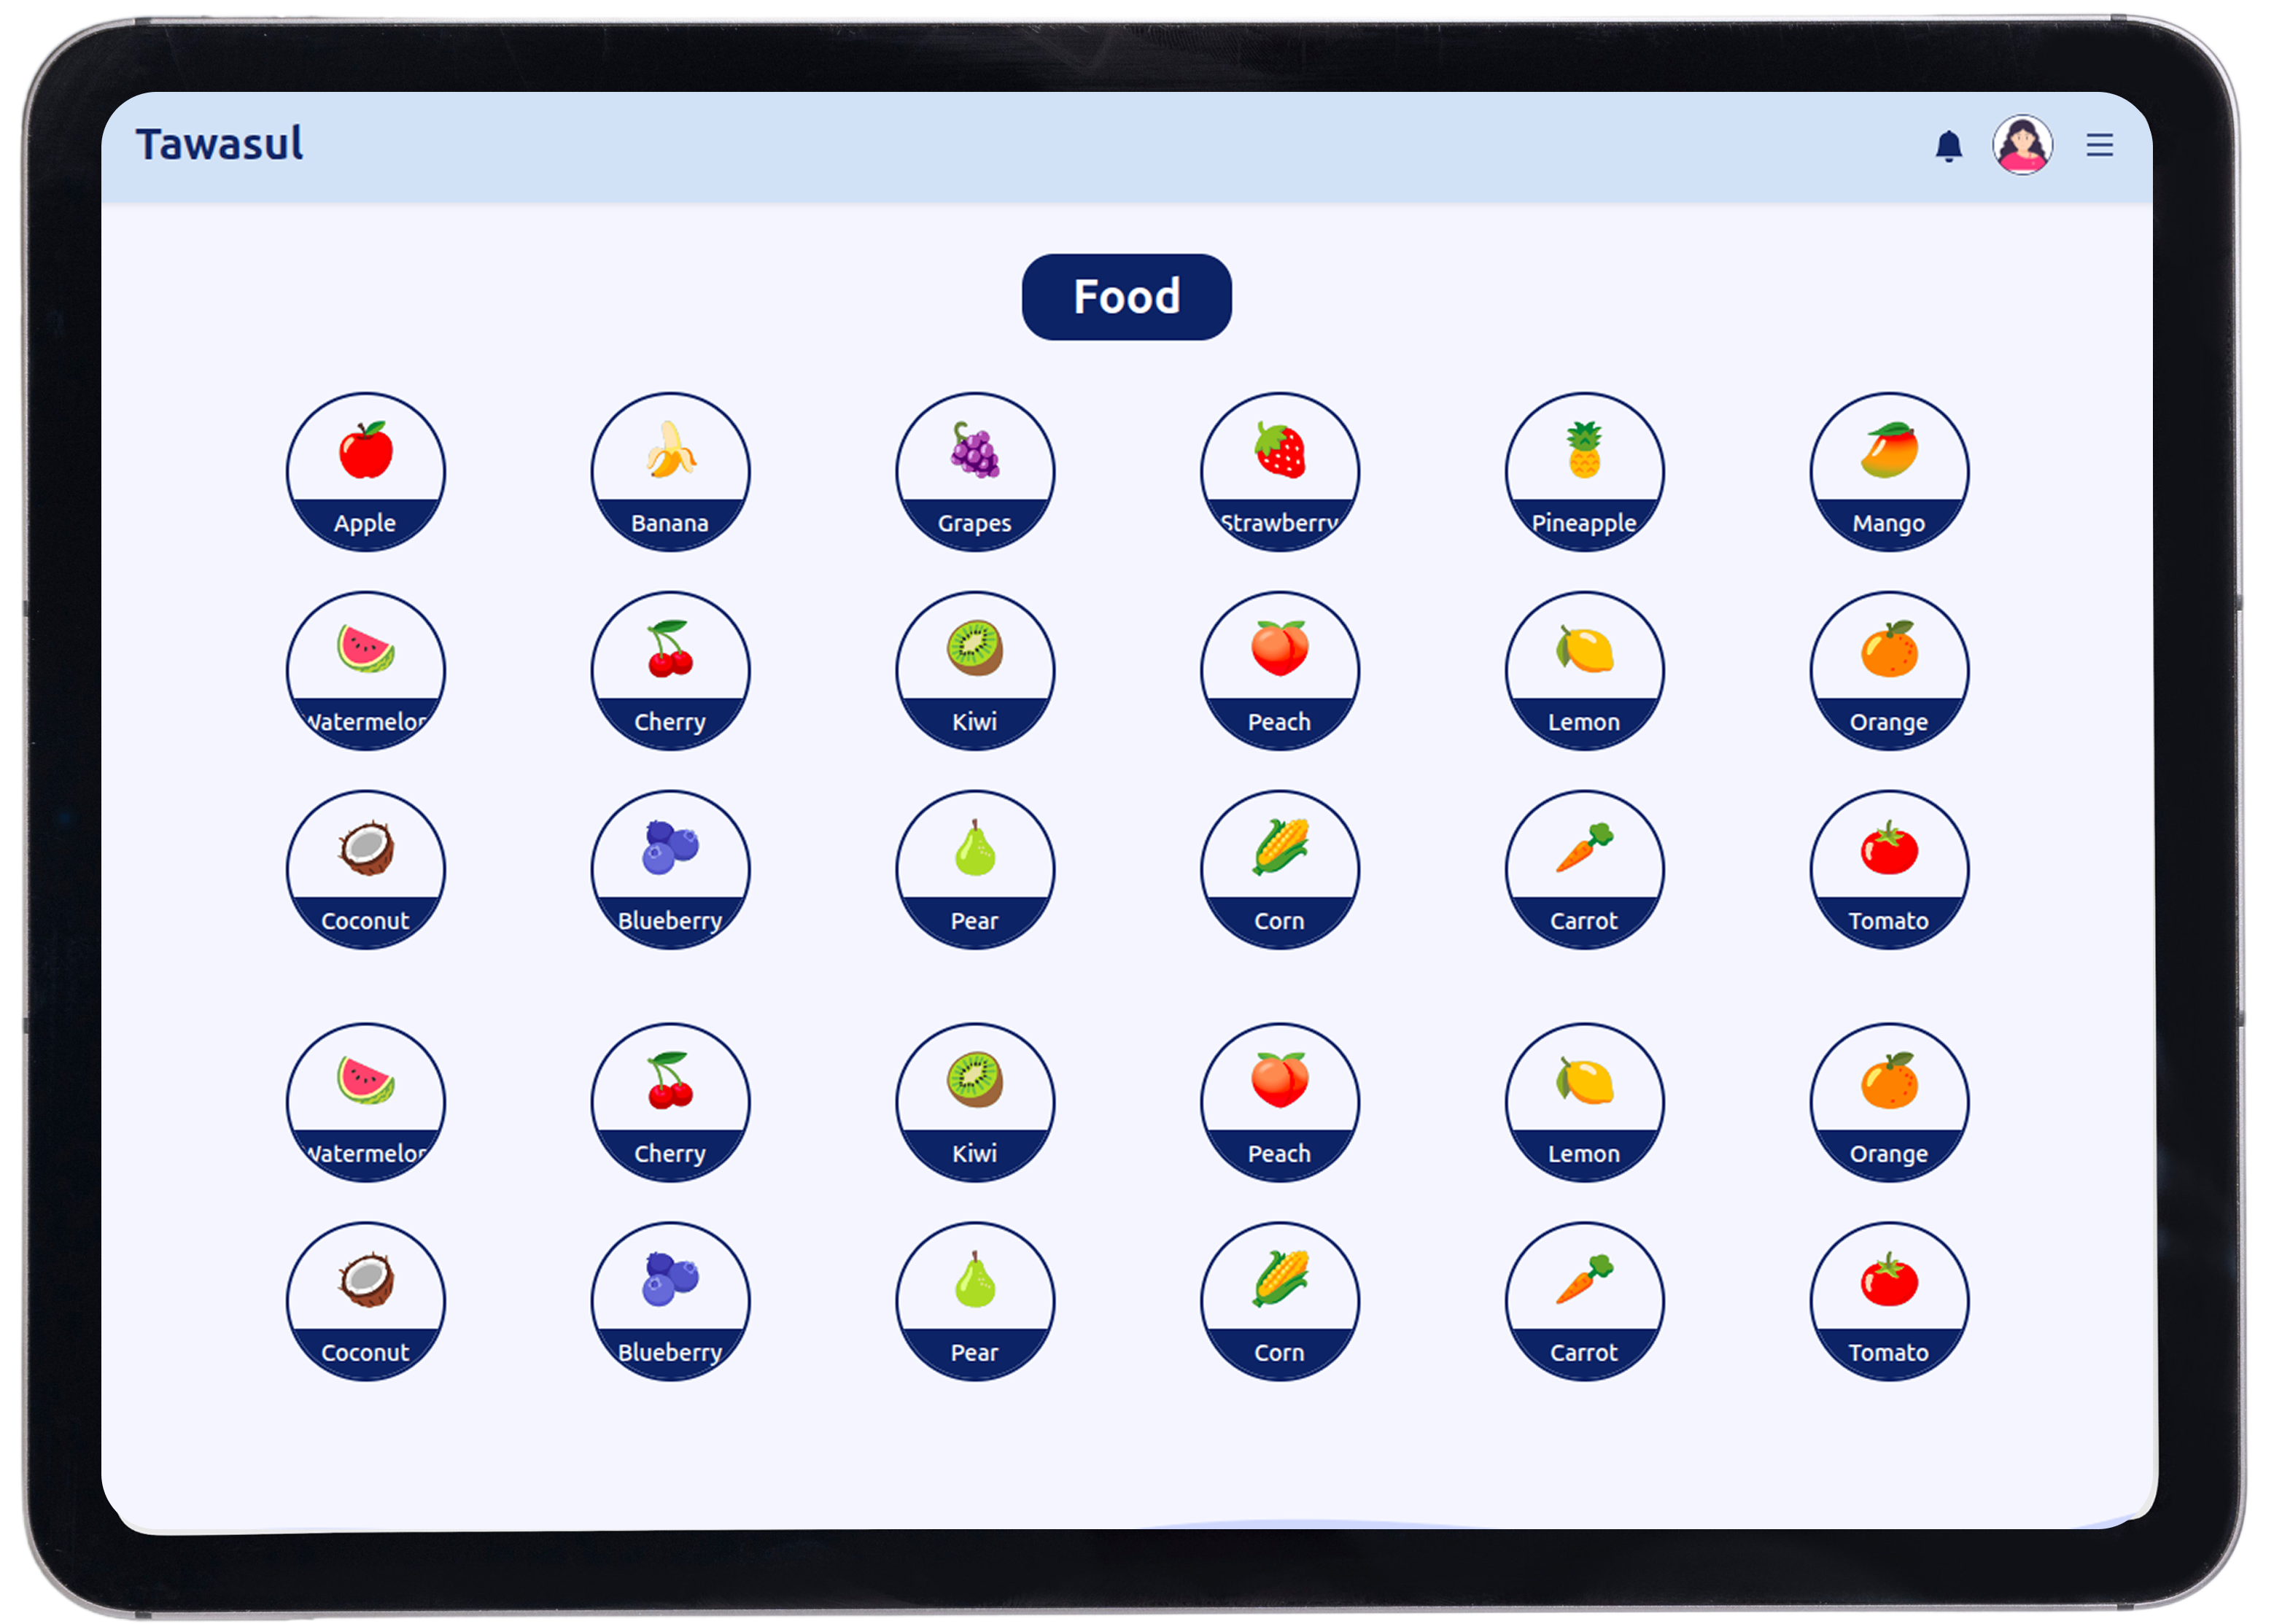 Tawasul
Food
Apple Banana Grapes Strawberry Pineapple Mango
Watermelon Cherry Kiwi Peach Lemon Orange
Coconut Blueberry Pear Corn Carrot Tomato
Watermelon Cherry Kiwi Peach Lemon Orange
Coconut Blueberry Pear Corn Carrot Tomato